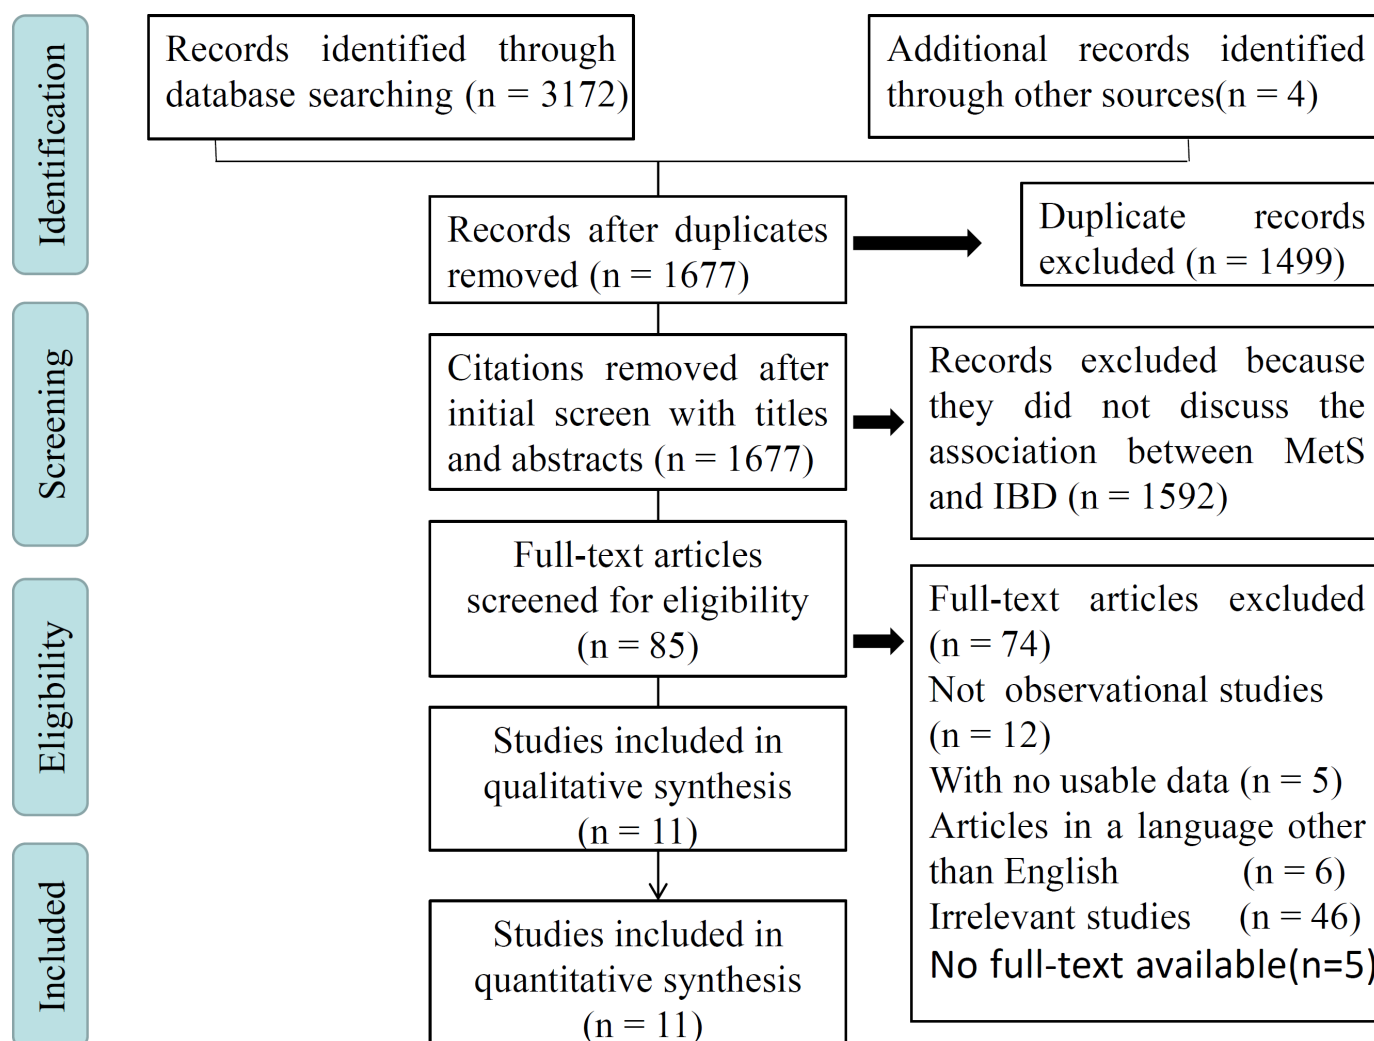 Identification
Records identified through
database searching (n = 3172)
Additional records identified
through other sources(n = 4)
Records after duplicates
removed (n = 1677)
Duplicate records
excluded (n = 1499)
Screening
Citations removed after
initial screen with titles
and abstracts (n = 1677)
Records excluded because
they did not discuss the
association between MetS
and IBD (n = 1592)
Eligibility
Full-text articles
screened for eligibility
(n = 85)
Full-text articles excluded
(n = 74)
Not observational studies
(n = 12)
With no usable data (n = 5)
Articles in a language other
than English (n = 6)
Irrelevant studies (n = 46)
No full-text available(n=5)
Studies included in
qualitative synthesis
(n = 11)
Included
Studies included in
quantitative synthesis
(n = 11)